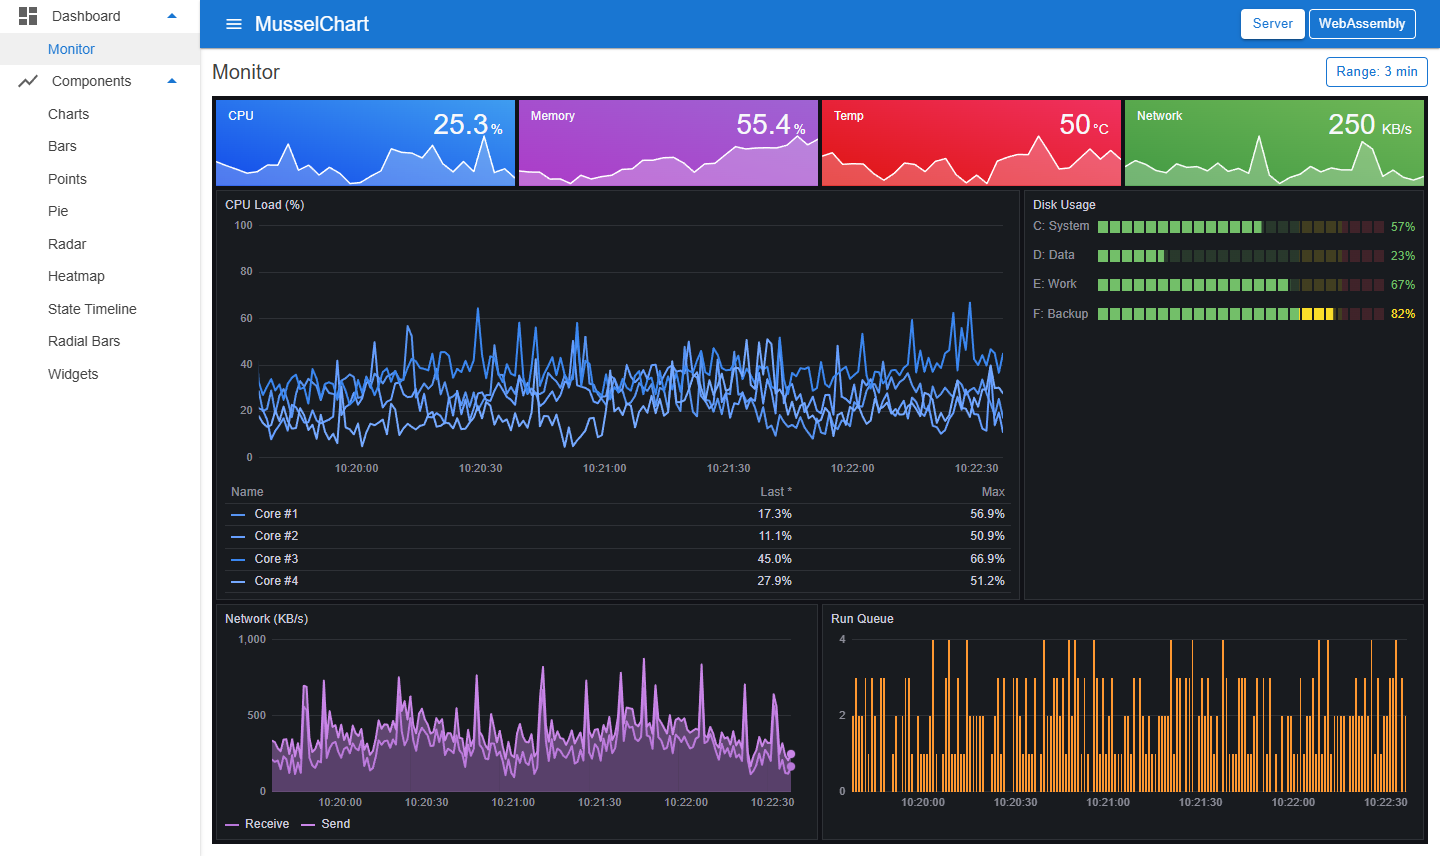 Dashboard
Monitor
Components
Charts
Bars
Points
Pie
Radar
Heatmap
State Timeline
Radial Bars
Widgets
MusselChart
Server
WebAssembly
Monitor
Range: 3 min
CPU
25.3 %
Memory
55.4 %
Temp
50 °C
Network
250 KB/s
CPU Load (%)
100
80
60
40
20
0
10:20:00 10:20:30 10:21:00 10:21:30 10:22:00 10:22:30
Name Last * Max
Core #1 17.3% 56.9%
Core #2 11.1% 50.9%
Core #3 45.0% 66.9%
Core #4 27.9% 51.2%
Disk Usage
C: System 57%
D: Data 23%
E: Work 67%
F: Backup 82%
Network (KB/s)
1,000
500
0
10:20:00 10:20:30 10:21:00 10:21:30 10:22:00 10:22:30
Receive Send
Run Queue
4
2
0
10:20:00 10:20:30 10:21:00 10:21:30 10:22:00 10:22:30